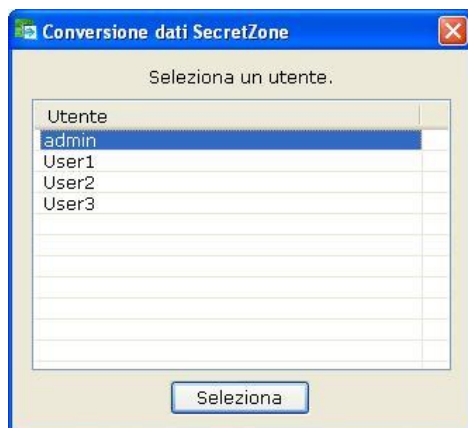 Conversione dati SecretZone
Seleziona un utente.
Utente
admin
User1
User2
User3
Seleziona